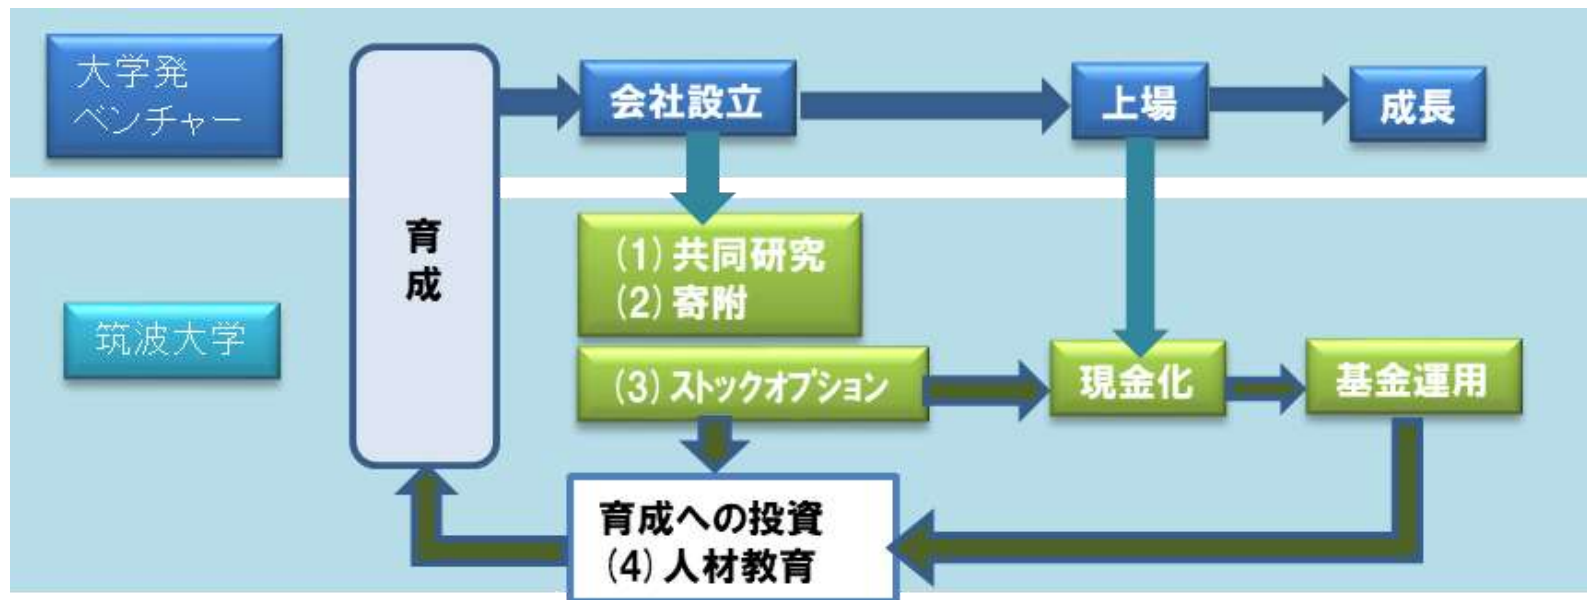 大学発
ベンチャー
会社設立
上場
成長
育
成
(1)共同研究
(2)寄附
筑波大学
(3)ストックオプション
現金化
基金運用
育成への投資
(4)人材教育